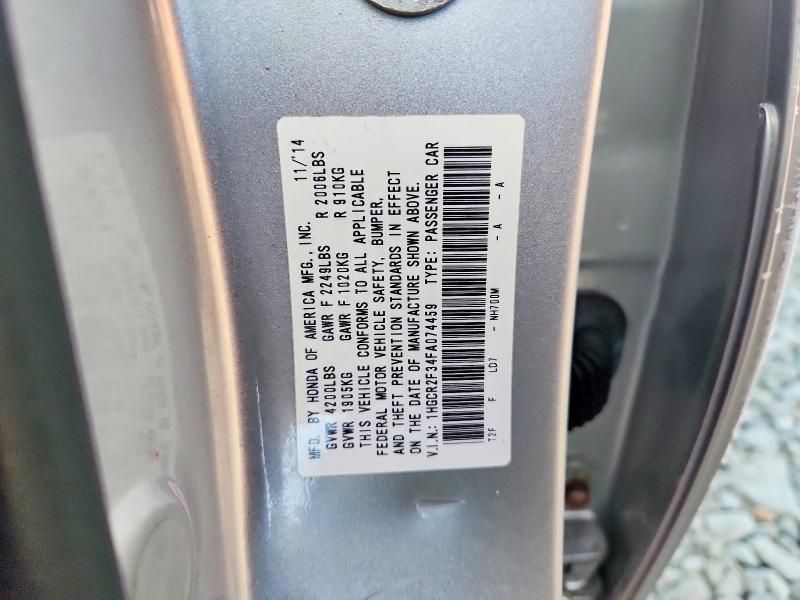 MFD. BY HONDA OF AMERICA MFG., INC. 11/'14
GVWR 4200LBS GAWR F 2249LBS R 2006LBS
GVWR 1905KG GAWR F 1020KG R 910KG
THIS VEHICLE CONFORMS TO ALL APPLICABLE
FEDERAL MOTOR VEHICLE SAFETY, BUMPER,
AND THEFT PREVENTION STANDARDS IN EFFECT
ON THE DATE OF MANUFACTURE SHOWN ABOVE.
V.I.N.: 1HGCR2F34FA074459 TYPE: PASSENGER CAR
T2F F LD7 - NH700M - A - A